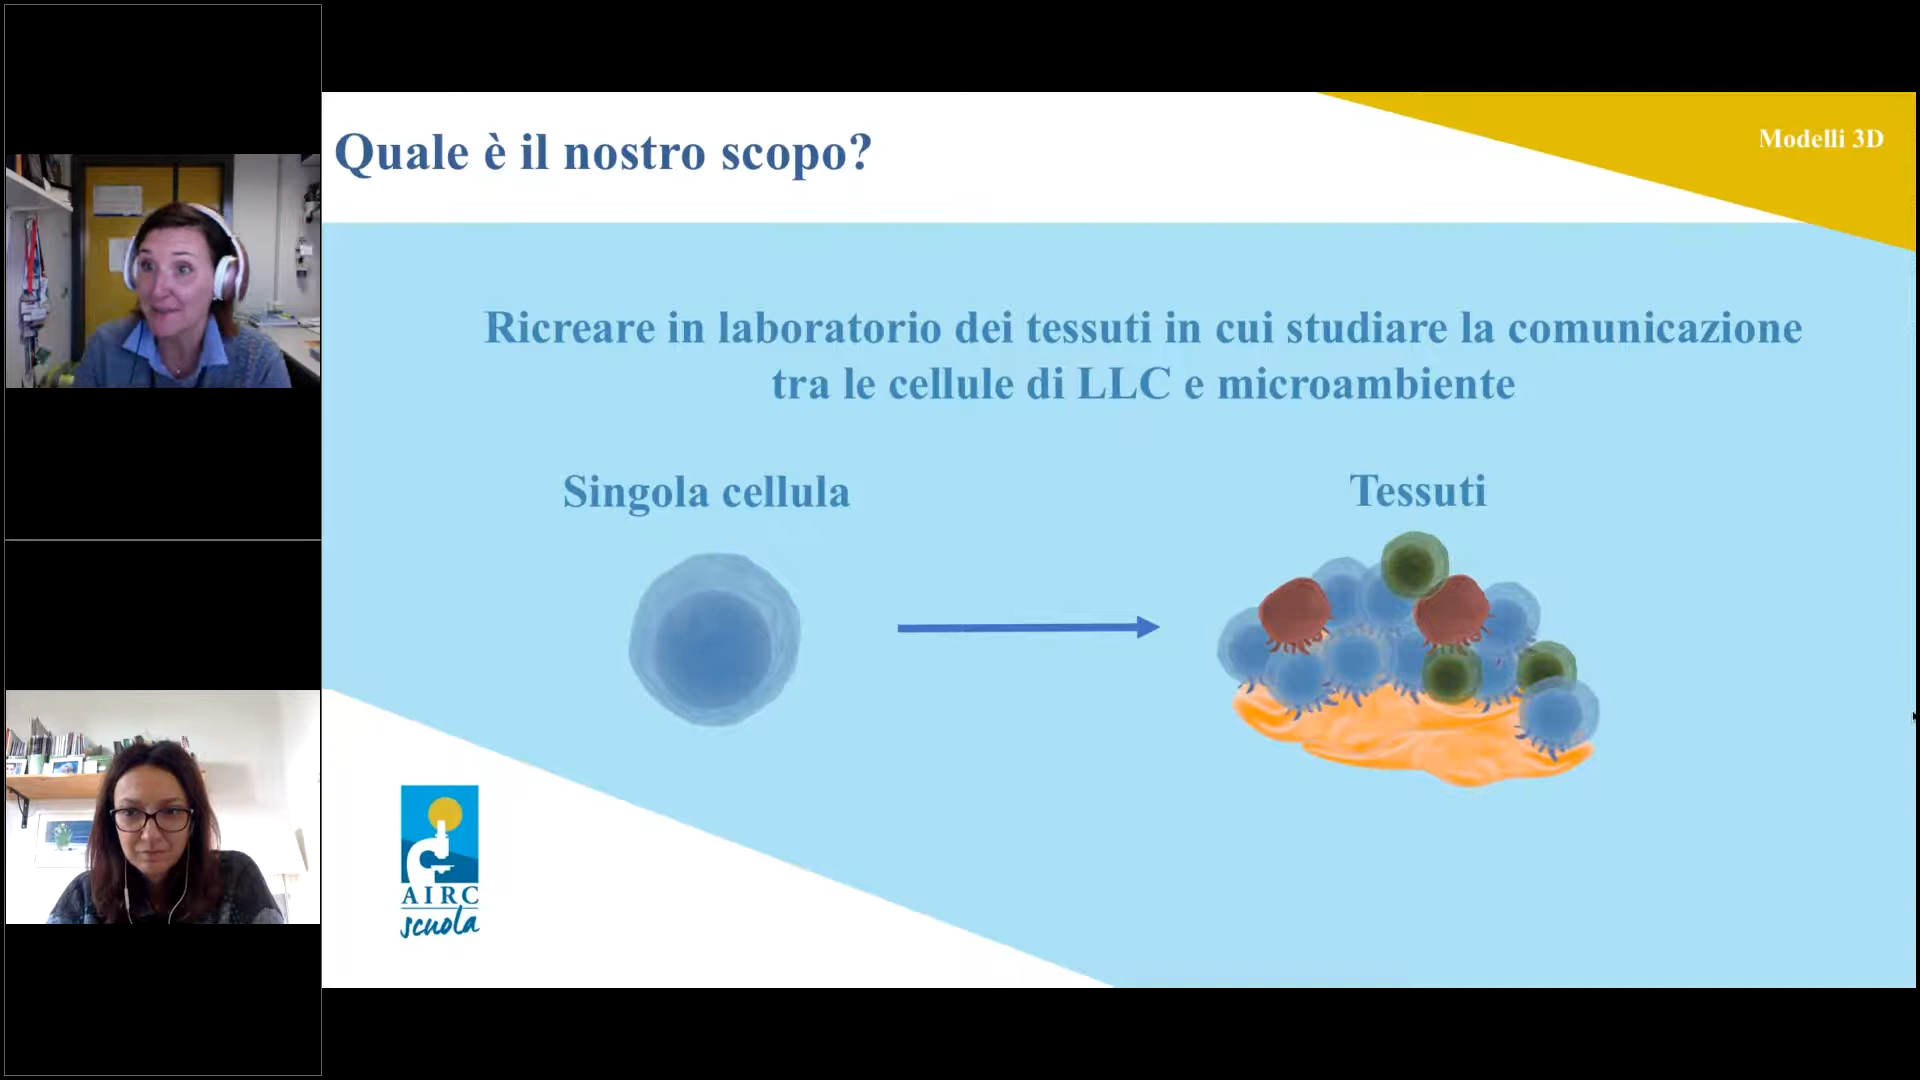 Quale è il nostro scopo?
Modelli 3D
Ricreare in laboratorio dei tessuti in cui studiare la comunicazione
tra le cellule di LLC e microambiente
Singola cellula
Tessuti
AIRC
scuola